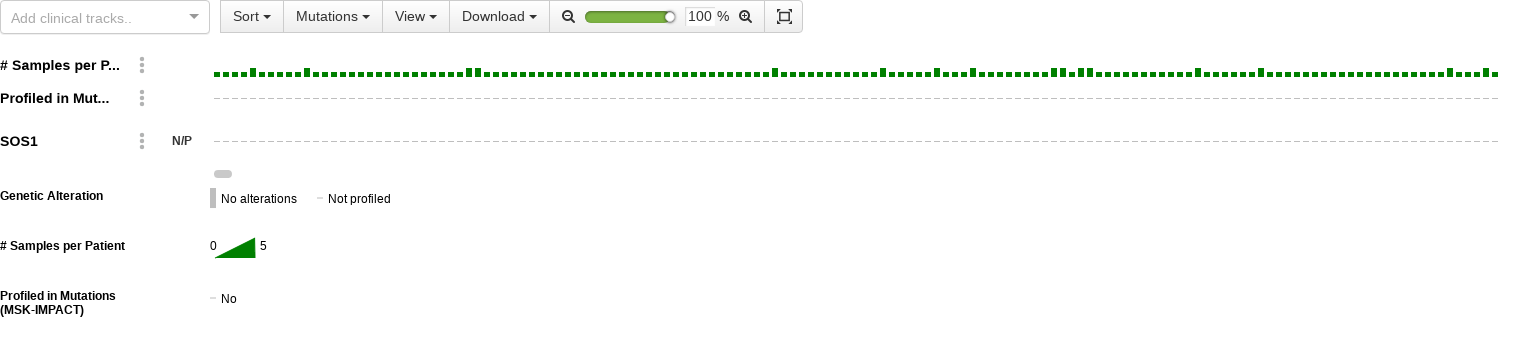 Add clinical tracks.. Sort Mutations View Download 100 %
# Samples per P...
Profiled in Mut...
SOS1 N/P
Genetic Alteration No alterations Not profiled
# Samples per Patient 0 5
Profiled in Mutations No
(MSK-IMPACT)